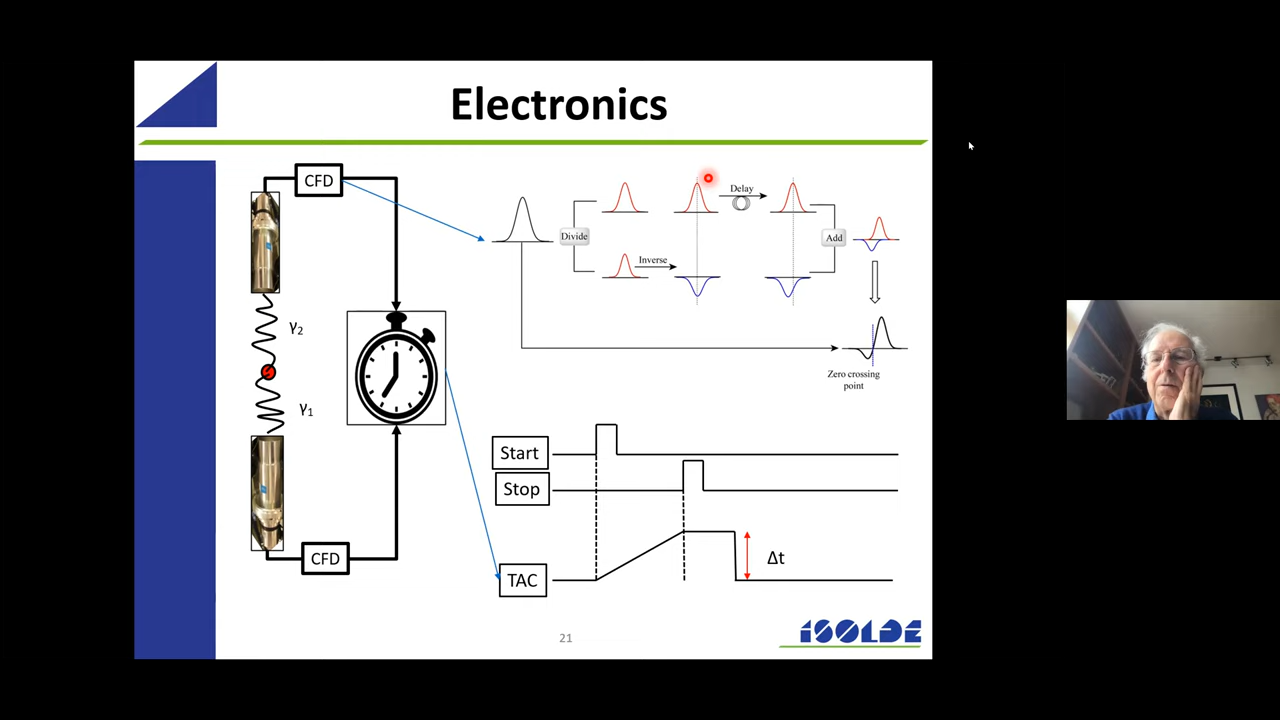 Electronics
CFD
γ₂
γ₁
CFD
Divide
Inverse
Delay
Add
Zero crossing
point
Start
Stop
TAC
Δt
21
ISOLDE